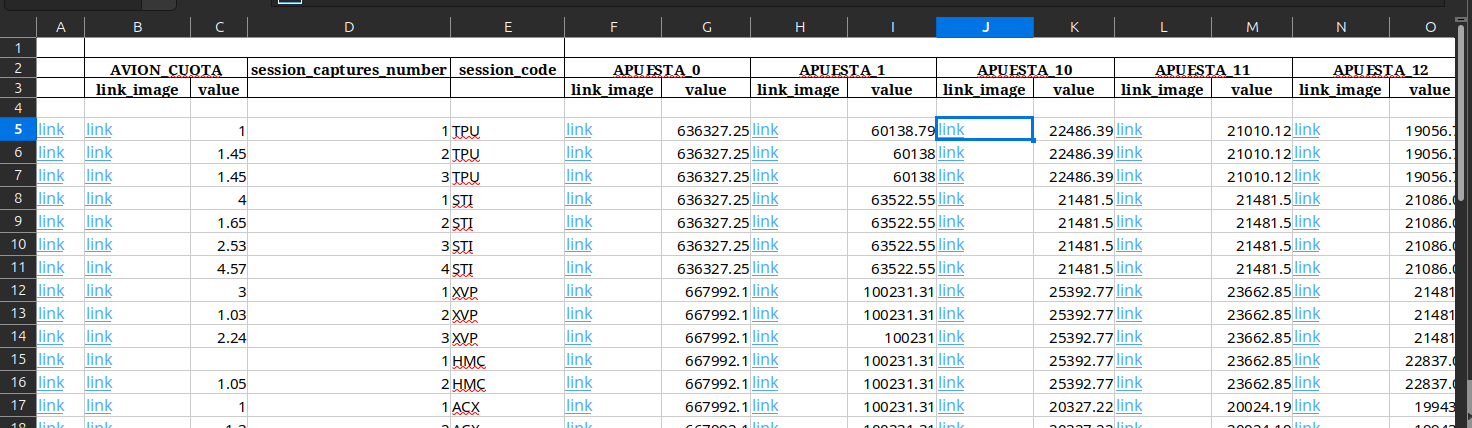 A B C D E F G H I J K L M N O
1
2 AVION_CUOTA session_captures_number session_code APUESTA_0 APUESTA_1 APUESTA_10 APUESTA_11 APUESTA_12
3 link_image value link_image value link_image value link_image value link_image value link_image value
4
5 link link 1 1 TPU link 636327.25 link 60138.79 link 22486.39 link 21010.12 link 19056.
6 link link 1.45 2 TPU link 636327.25 link 60138 link 22486.39 link 21010.12 link 19056.
7 link link 1.45 3 TPU link 636327.25 link 60138 link 22486.39 link 21010.12 link 19056.
8 link link 4 1 STI link 636327.25 link 63522.55 link 21481.5 link 21481.5 link 21086.
9 link link 1.65 2 STI link 636327.25 link 63522.55 link 21481.5 link 21481.5 link 21086.
10 link link 2.53 3 STI link 636327.25 link 63522.55 link 21481.5 link 21481.5 link 21086.
11 link link 4.57 4 STI link 636327.25 link 63522.55 link 21481.5 link 21481.5 link 21086.
12 link link 3 1 XVP link 667992.1 link 100231.31 link 25392.77 link 23662.85 link 21481
13 link link 1.03 2 XVP link 667992.1 link 100231.31 link 25392.77 link 23662.85 link 21481
14 link link 2.24 3 XVP link 667992.1 link 100231 link 25392.77 link 23662.85 link 21481
15 link link 1 HMC link 667992.1 link 100231.31 link 25392.77 link 23662.85 link 22837.
16 link link 1.05 2 HMC link 667992.1 link 100231.31 link 25392.77 link 23662.85 link 22837.
17 link link 1 1 ACX link 667992.1 link 100231.31 link 20327.22 link 20024.19 link 19943